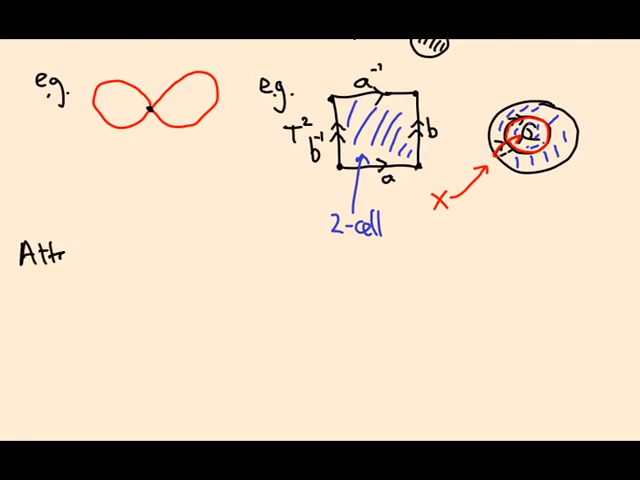 e.g.
e.g.
a⁻¹
T²
b⁻¹
b
a
X
2-cell
Att